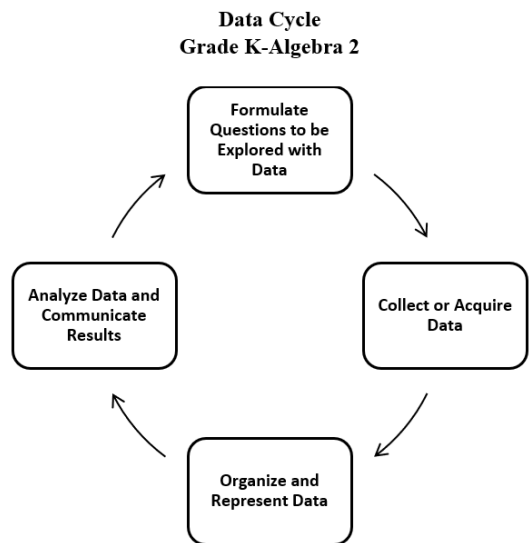 Data Cycle
Grade K-Algebra 2
Formulate
Questions to be
Explored with
Data
Analyze Data and
Communicate
Results
Collect or Acquire
Data
Organize and
Represent Data